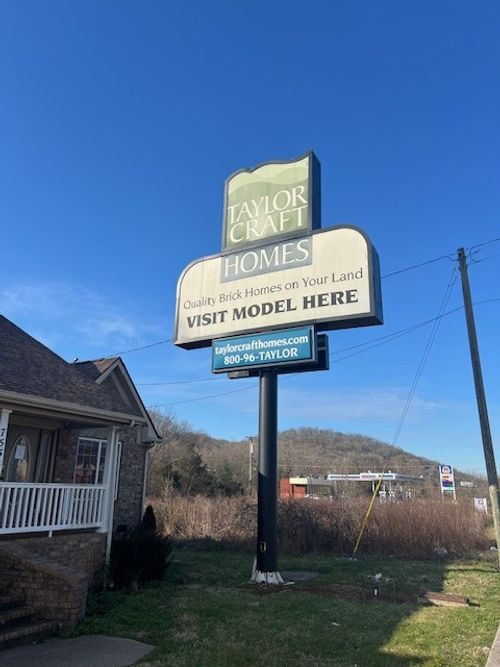 TAYLOR
CRAFT
HOMES
Quality Brick Homes on Your Land
VISIT MODEL HERE
taylorcrafthomes.com
800-96-TAYLOR